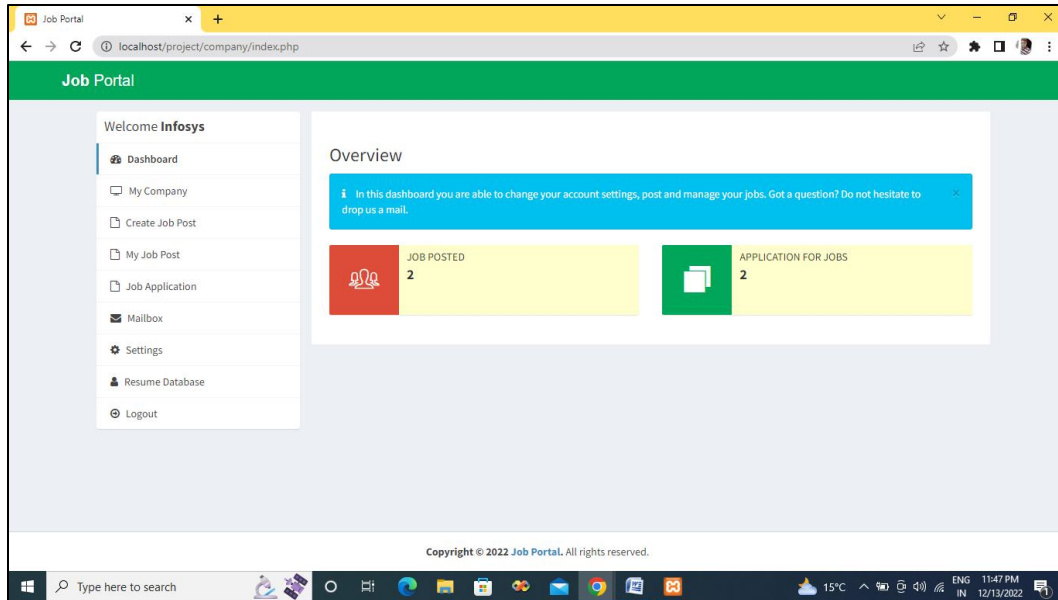 Job Portal
localhost/project/company/index.php
Job Portal
Welcome Infosys
Dashboard
My Company
Create Job Post
My Job Post
Job Application
Mailbox
Settings
Resume Database
Logout
Overview
In this dashboard you are able to change your account settings, post and manage your jobs. Got a question? Do not hesitate to
drop us a mail.
JOB POSTED
2
APPLICATION FOR JOBS
2
Copyright © 2022 Job Portal. All rights reserved.
Type here to search
15°C
ENG
IN
11:47 PM
12/13/2022
1